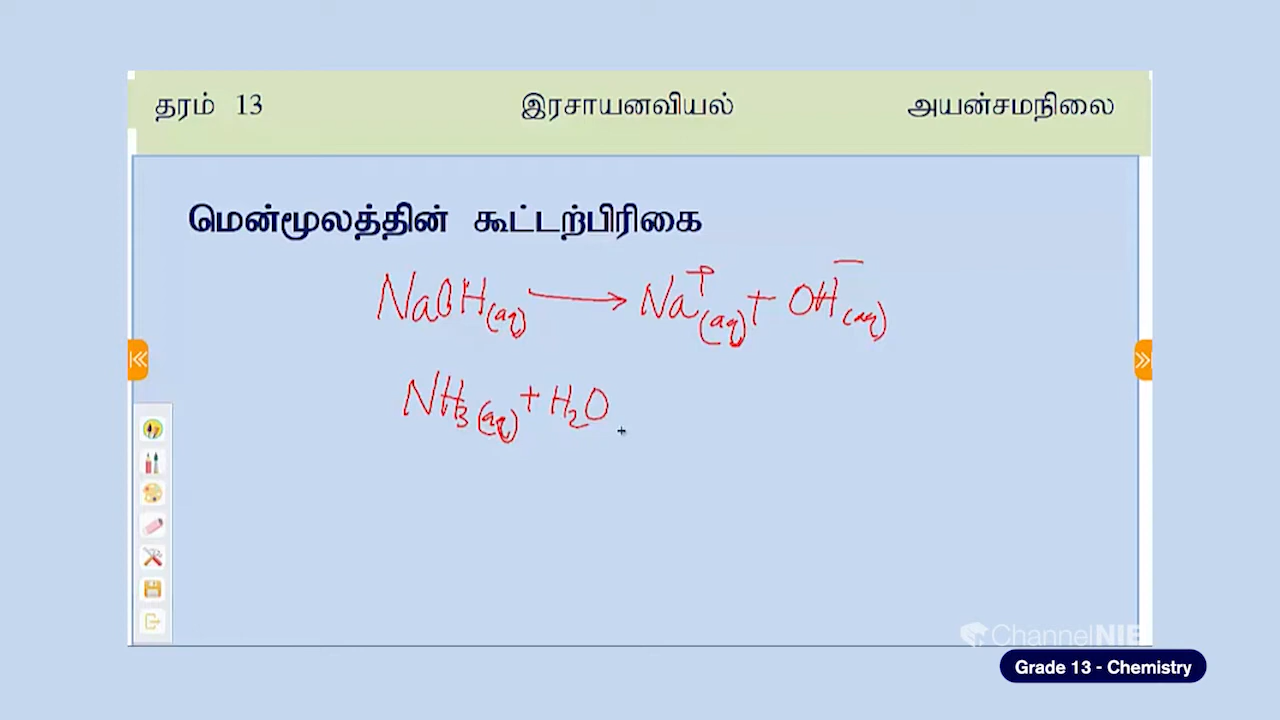 தரம் 13 இரசாயனவியல் அயன்சமநிலை
மென்மூலத்தின் கூட்டற்பிரிகை
NaOH(aq) → Na⁺(aq) + OH⁻(aq)
NH₃(aq) + H₂O
ChannelNIE
Grade 13 - Chemistry